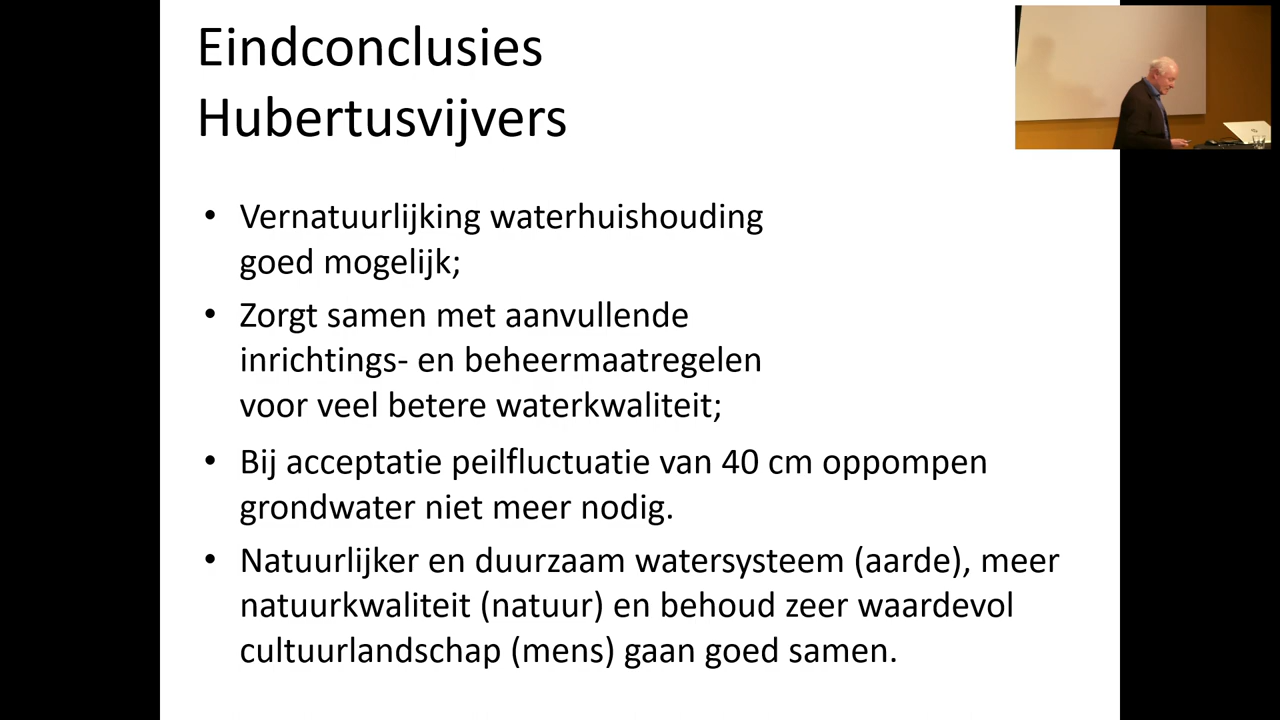 Eindconclusies
Hubertusvijvers
• Vernatuurlijking waterhuishouding
goed mogelijk;
• Zorgt samen met aanvullende
inrichtings- en beheermaatregelen
voor veel betere waterkwaliteit;
• Bij acceptatie peilfluctuatie van 40 cm oppompen
grondwater niet meer nodig.
• Natuurlijker en duurzaam watersysteem (aarde), meer
natuurkwaliteit (natuur) en behoud zeer waardevol
cultuurlandschap (mens) gaan goed samen.